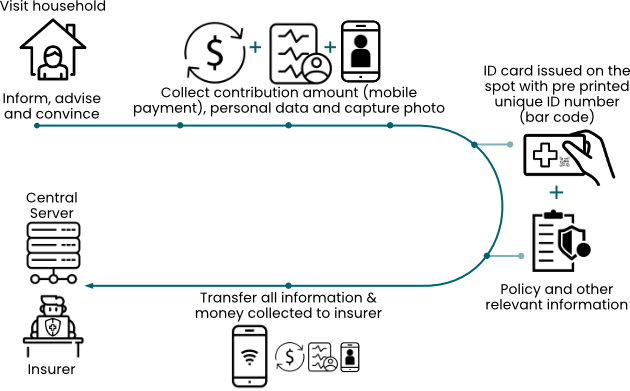 Visit household
Inform, advise
and convince
$
Collect contribution amount (mobile
payment), personal data and capture photo
ID card issued on the
spot with pre printed
unique ID number
(bar code)
Policy and other
relevant information
Transfer all information &
money collected to insurer
$
Central
Server
Insurer